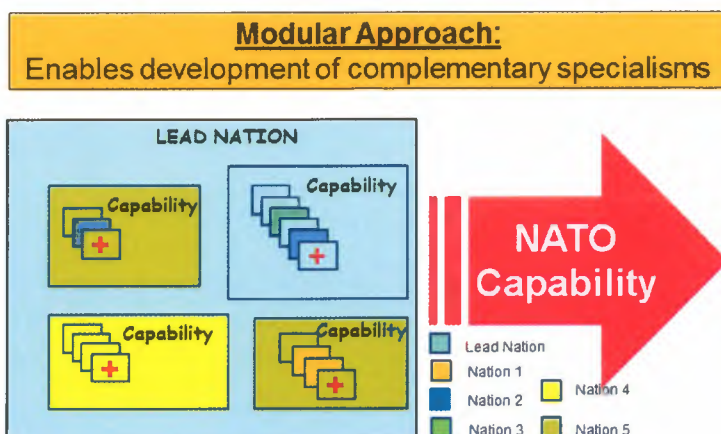 Modular Approach:
Enables development of complementary specialisms
LEAD NATION
Capability
Capability
Capability
Capability
NATO
Capability
Lead Nation
Nation 1
Nation 2
Nation 3
Nation 4
Nation 5